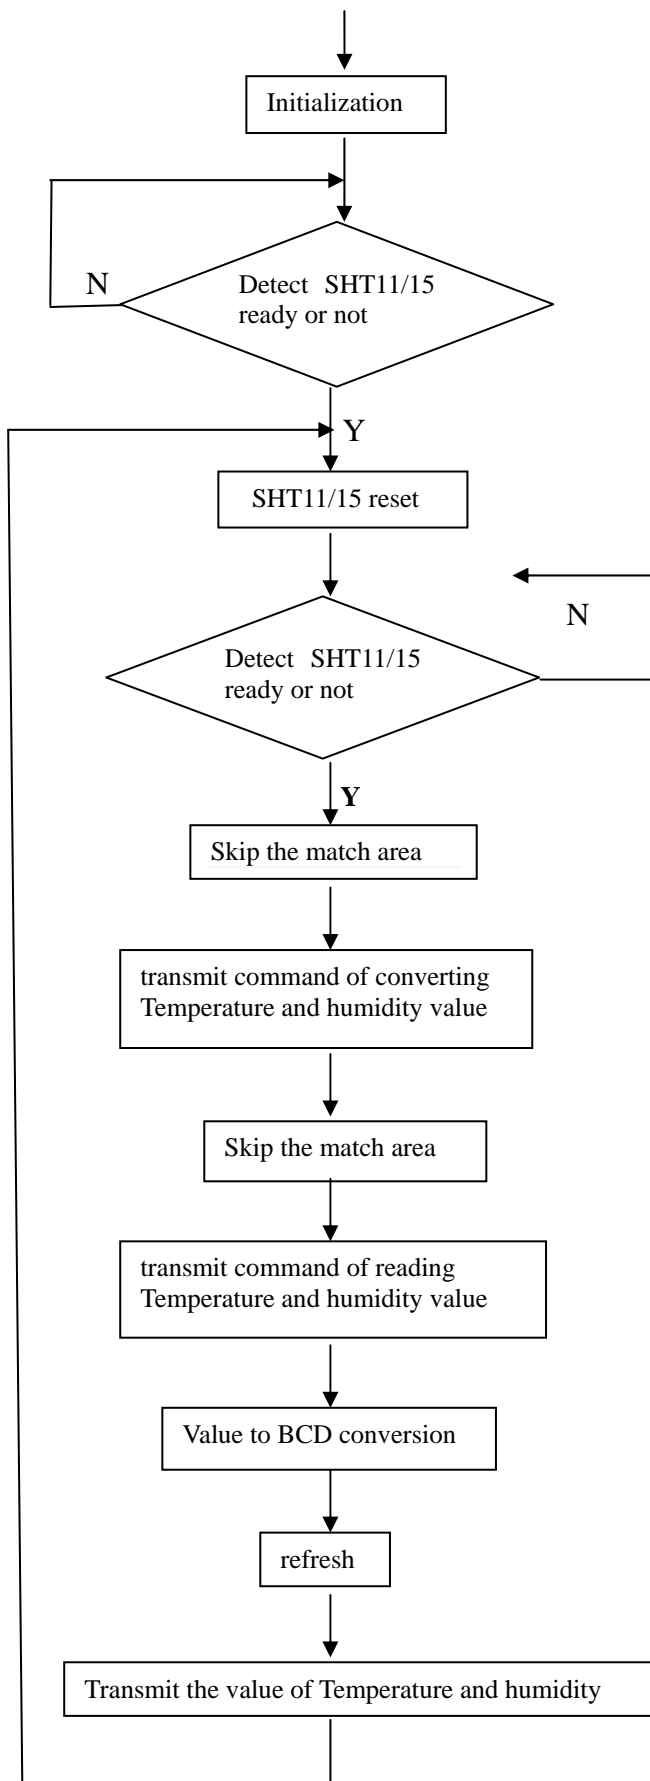 Initialization
N
Detect SHT11/15
ready or not
Y
SHT11/15 reset
N
Detect SHT11/15
ready or not
Y
Skip the match area
transmit command of converting
Temperature and humidity value
Skip the match area
transmit command of reading
Temperature and humidity value
Value to BCD conversion
refresh
Transmit the value of Temperature and humidity